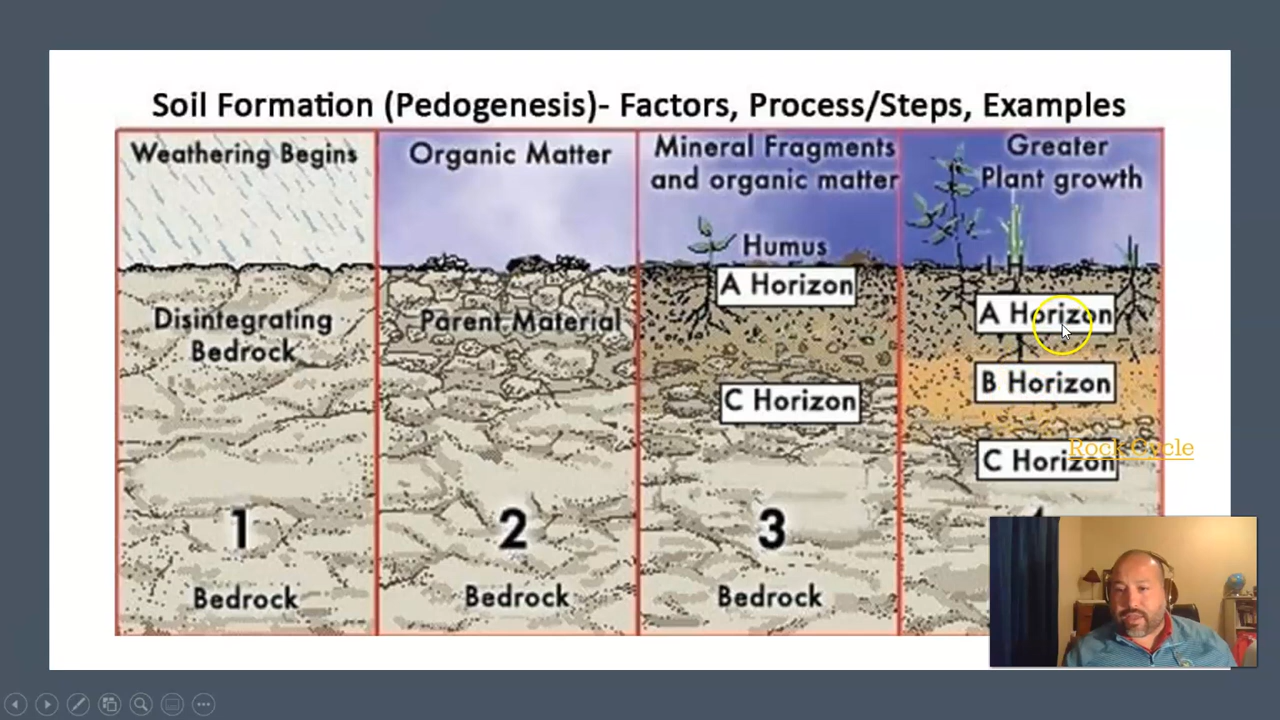 Soil Formation (Pedogenesis)- Factors, Process/Steps, Examples
Weathering Begins
Disintegrating
Bedrock
1
Bedrock
Organic Matter
Parent Material
2
Bedrock
Mineral Fragments
and organic matter
Humus
A Horizon
C Horizon
3
Bedrock
Greater
Plant growth
A Horizon
B Horizon
Rock Cycle
C Horizon